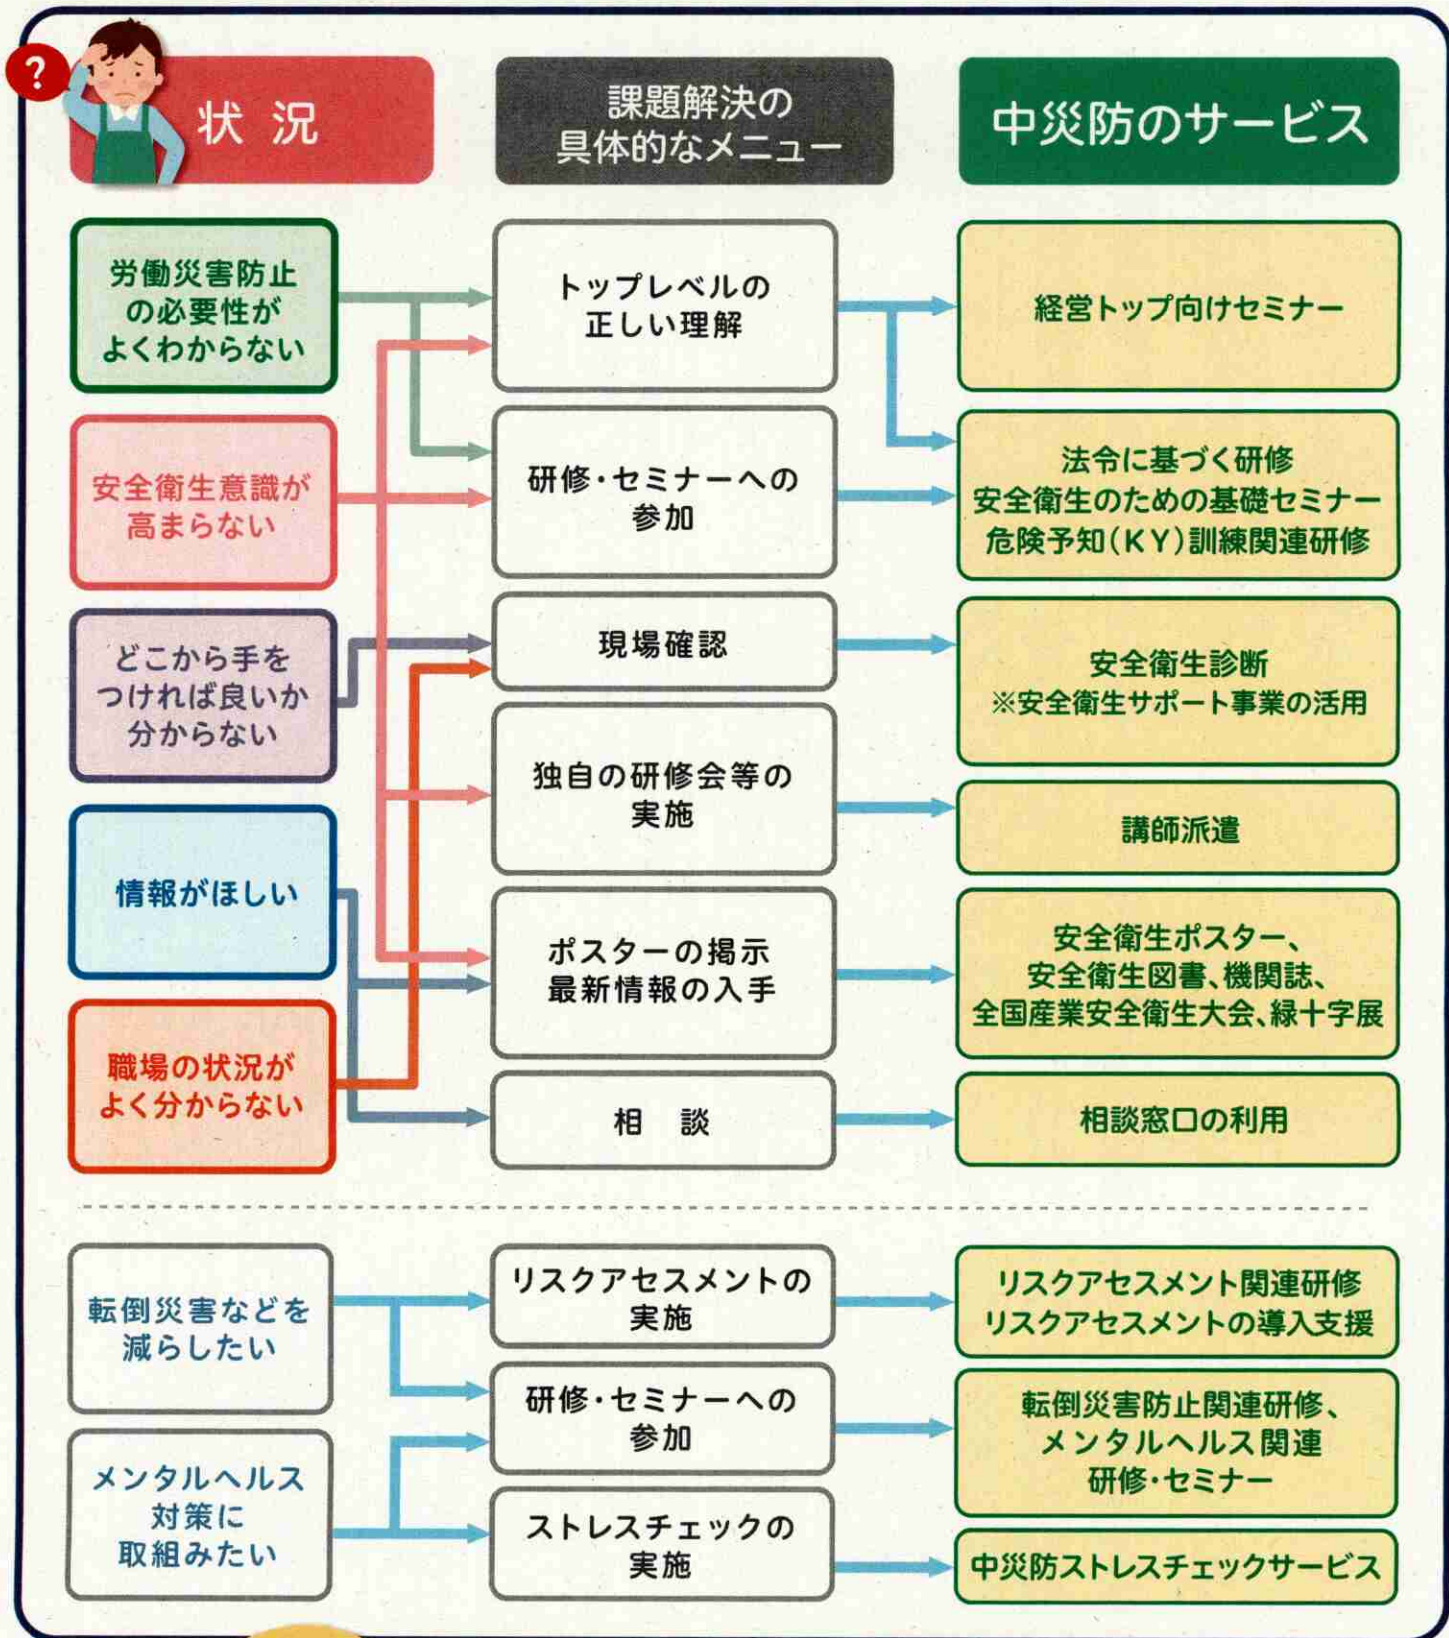 ?
状況
課題解決の
具体的なメニュー
中災防のサービス
労働災害防止
の必要性が
よくわからない
安全衛生意識が
高まらない
どこから手を
つければ良いか
分からない
情報がほしい
職場の状況が
よく分からない
トップレベルの
正しい理解
研修・セミナーへの
参加
現場確認
独自の研修会等の
実施
ポスターの掲示
最新情報の入手
相　談
経営トップ向けセミナー
法令に基づく研修
安全衛生のための基礎セミナー
危険予知(KY)訓練関連研修
安全衛生診断
※安全衛生サポート事業の活用
講師派遣
安全衛生ポスター、
安全衛生図書、機関誌、
全国産業安全衛生大会、緑十字展
相談窓口の利用
転倒災害などを
減らしたい
メンタルヘルス
対策に
取組みたい
リスクアセスメントの
実施
研修・セミナーへの
参加
ストレスチェックの
実施
リスクアセスメント関連研修
リスクアセスメントの導入支援
転倒災害防止関連研修、
メンタルヘルス関連
研修・セミナー
中災防ストレスチェックサービス